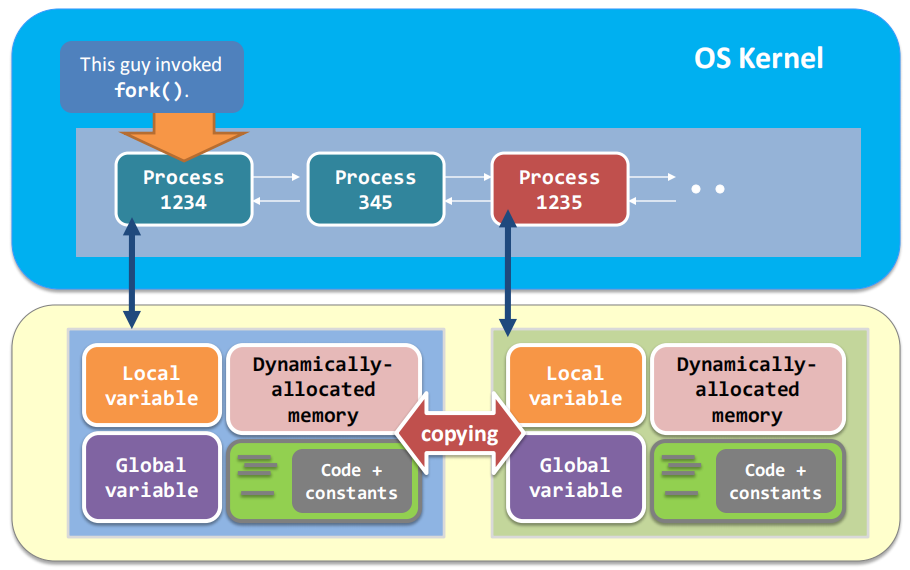 OS Kernel
This guy invoked
fork().
Process
1234
Process
345
Process
1235
Local
variable
Dynamically-
allocated
memory
Global
variable
Code +
constants
copying
Local
variable
Dynamically-
allocated
memory
Global
variable
Code +
constants